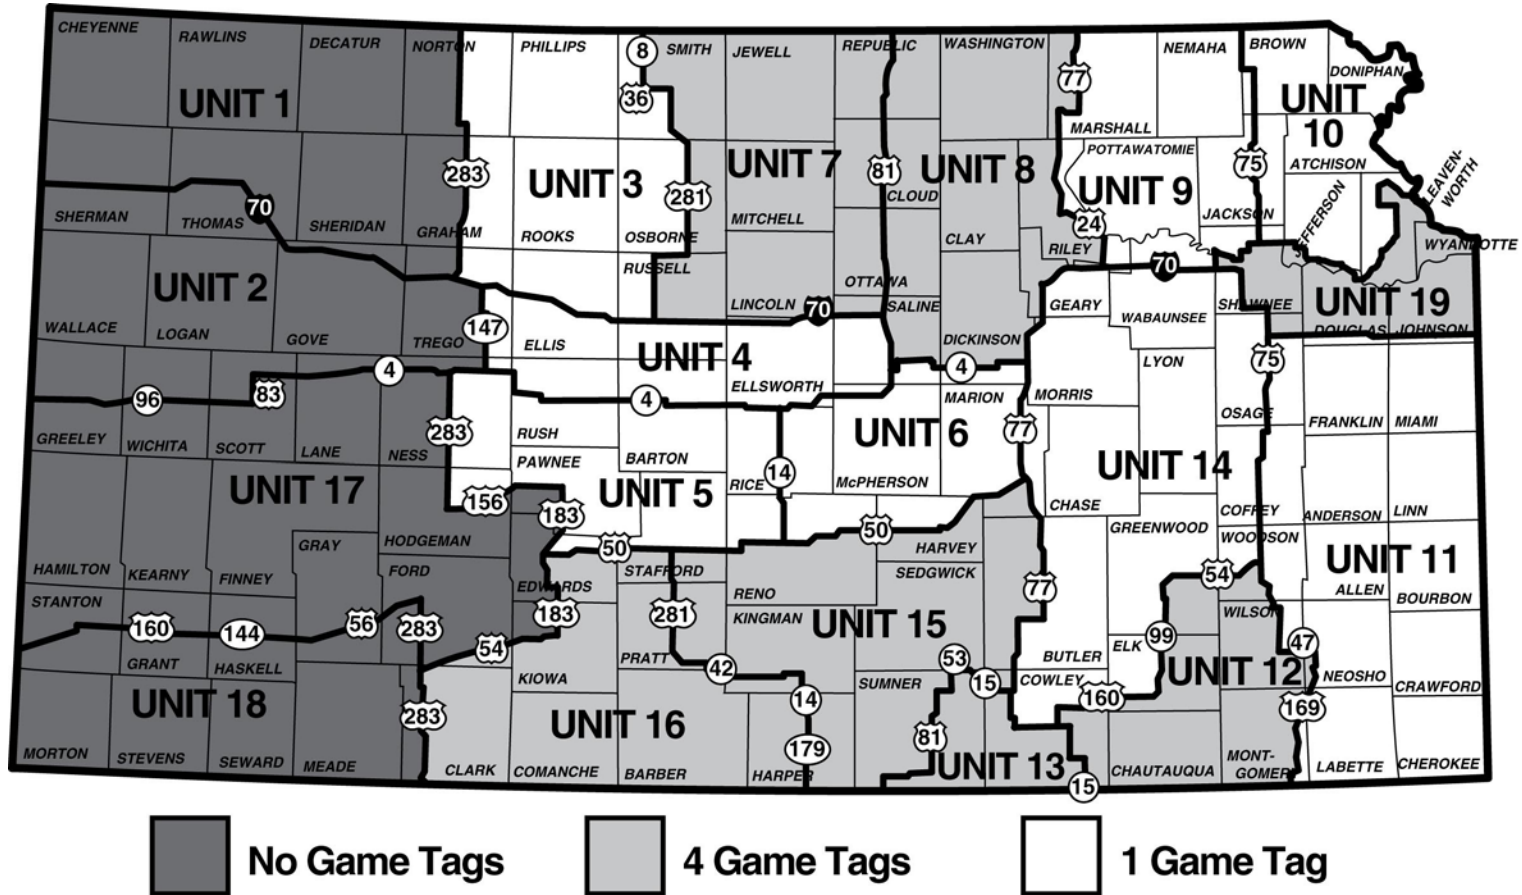 CHEYENNE
RAWLINS
DECATUR
NORTON
PHILLIPS
8
SMITH
JEWELL
REPUBLIC
WASHINGTON
NEMAHA
BROWN
DONIPHAN
UNIT 1
36
77
MARSHALL
UNIT
10
283
UNIT 3
281
UNIT 7
81
CLOUD
UNIT 8
POTTAWATOMIE
UNIT 9
75
ATCHISON
LEAVEN-
WORTH
JEFFERSON
SHERMAN
THOMAS
70
SHERIDAN
GRAHAM
ROOKS
OSBORNE
MITCHELL
CLAY
24
RILEY
JACKSON
WYANDOTTE
UNIT 2
RUSSELL
LINCOLN
70
OTTAWA
SALINE
70
GEARY
WABAUNSEE
SHAWNEE
UNIT 19
DOUGLAS
JOHNSON
WALLACE
LOGAN
GOVE
TREGO
147
ELLIS
UNIT 4
ELLSWORTH
DICKINSON
4
LYON
75
96
83
4
4
MARION
MORRIS
OSAGE
FRANKLIN
MIAMI
GREELEY
WICHITA
SCOTT
LANE
NESS
283
RUSH
BARTON
UNIT 6
77
UNIT 14
UNIT 17
156
183
PAWNEE
UNIT 5
RICE
14
McPHERSON
CHASE
COFFEY
ANDERSON
LINN
GRAY
HODGEMAN
50
50
HARVEY
GREENWOOD
WOODSON
UNIT 11
HAMILTON
KEARNY
FINNEY
FORD
EDWARDS
STAFFORD
RENO
SEDGWICK
77
54
ALLEN
BOURBON
STANTON
160
144
56
283
183
281
KINGMAN
UNIT 15
WILSON
GRANT
HASKELL
54
PRATT
42
53
15
BUTLER
ELK
99
47
UNIT 12
NEOSHO
CRAWFORD
UNIT 18
283
KIOWA
UNIT 16
14
SUMNER
COWLEY
160
169
MORTON
STEVENS
SEWARD
MEADE
CLARK
COMANCHE
BARBER
179
HARPER
81
UNIT 13
15
CHAUTAUQUA
MONT-
GOMERY
LABETTE
CHEROKEE
No Game Tags
4 Game Tags
1 Game Tag